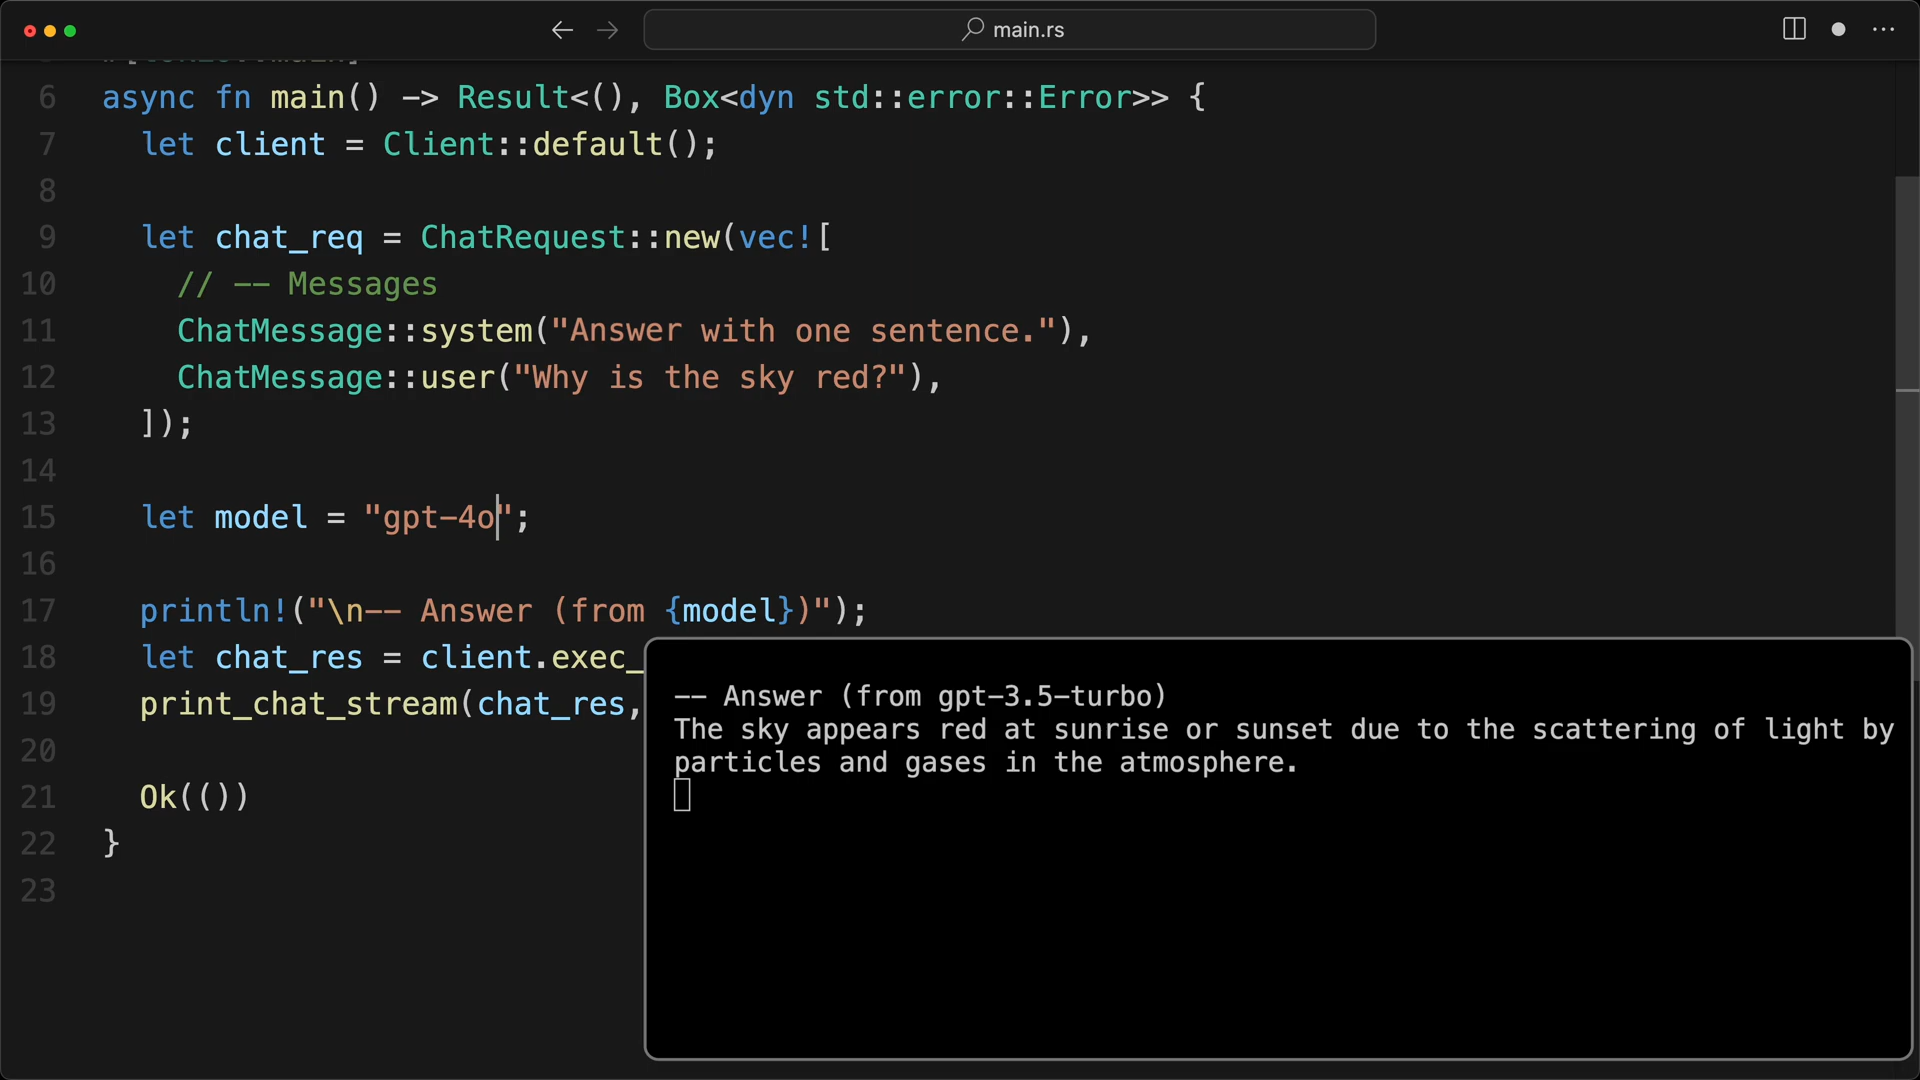 main.rs
6 async fn main() -> Result<(), Box<dyn std::error::Error>> {
7 let client = Client::default();
8
9 let chat_req = ChatRequest::new(vec![
10 // -- Messages
11 ChatMessage::system("Answer with one sentence."),
12 ChatMessage::user("Why is the sky red?"),
13 ]);
14
15 let model = "gpt-4o";
16
17 println!("\n-- Answer (from {model})");
18 let chat_res = client.exec_
19 print_chat_stream(chat_res,
20
21 Ok(())
22 }
23
-- Answer (from gpt-3.5-turbo)
The sky appears red at sunrise or sunset due to the scattering of light by
particles and gases in the atmosphere.